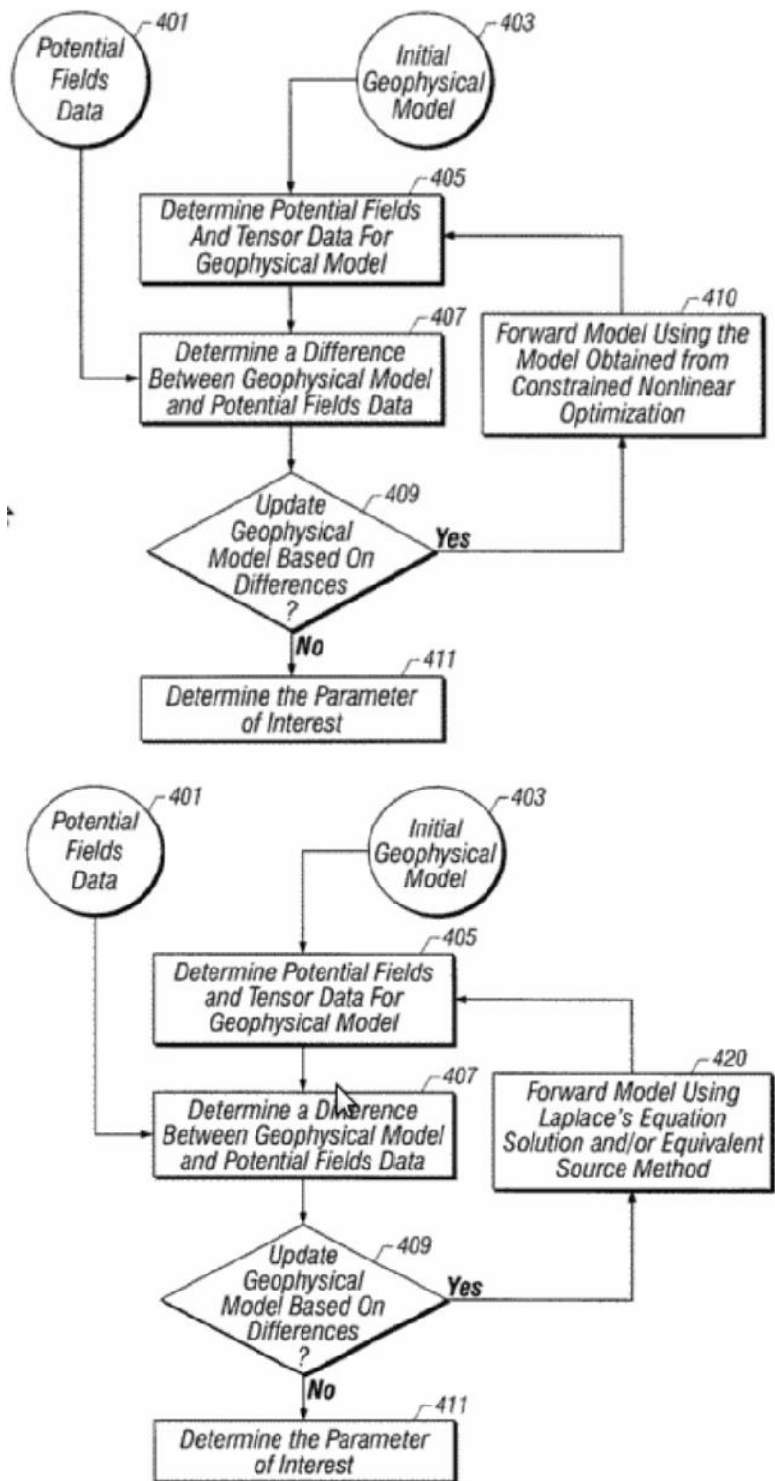 401
Potential
Fields
Data
403
Initial
Geophysical
Model
405
Determine Potential Fields
And Tensor Data For
Geophysical Model
407
Determine a Difference
Between Geophysical Model
and Potential Fields Data
410
Forward Model Using the
Model Obtained from
Constrained Nonlinear
Optimization
409
Update
Geophysical
Model Based On
Differences
?
Yes
No
411
Determine the Parameter
of Interest
401
Potential
Fields
Data
403
Initial
Geophysical
Model
405
Determine Potential Fields
and Tensor Data For
Geophysical Model
407
Determine a Difference
Between Geophysical Model
and Potential Fields Data
420
Forward Model Using
Laplace's Equation
Solution and/or Equivalent
Source Method
409
Update
Geophysical
Model Based On
Differences
?
Yes
No
411
Determine the Parameter
of Interest